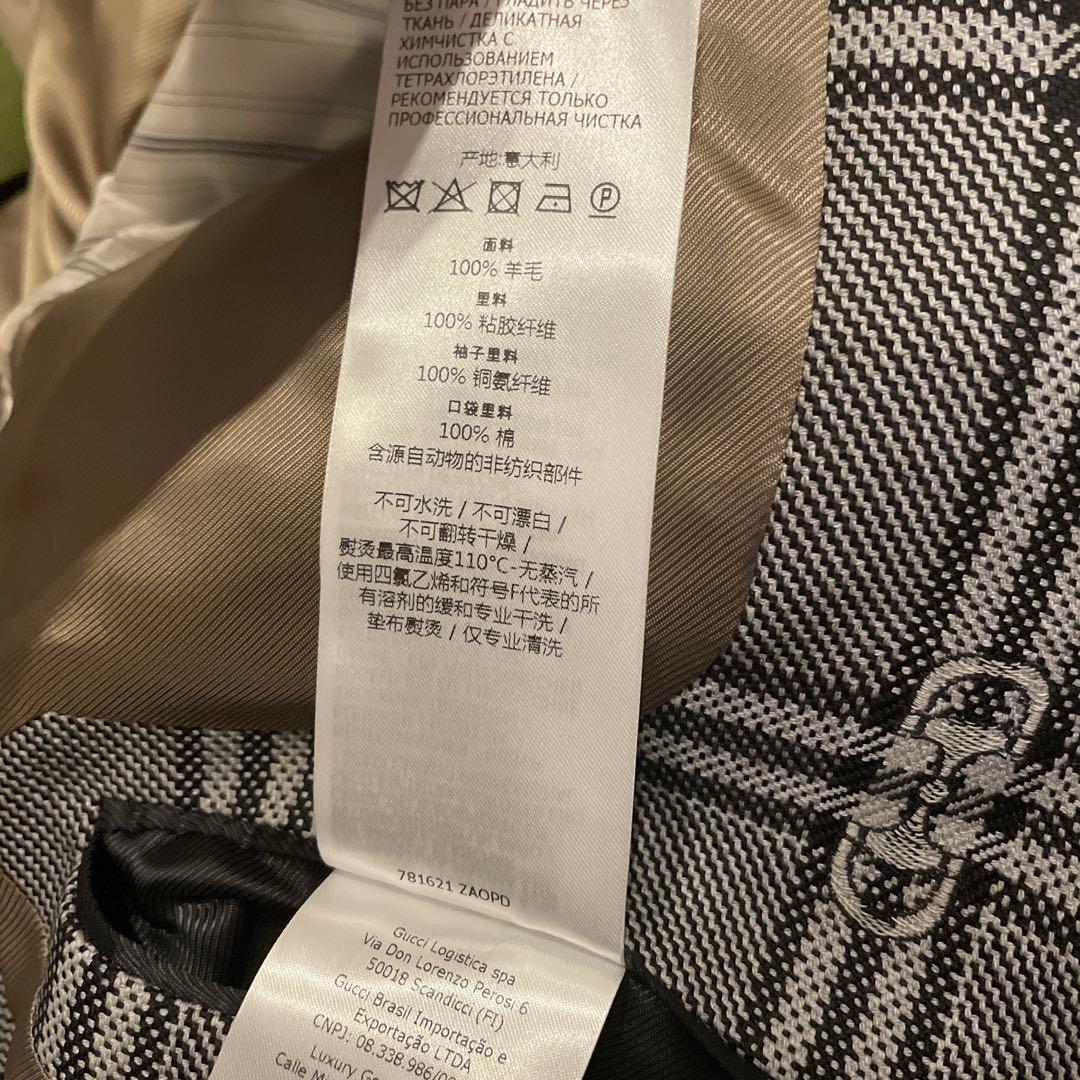 БЕЗ ПАРА / ГЛАДИТЬ ЧЕРЕЗ
ТКАНЬ / ДЕЛИКАТНАЯ
ХИМЧИСТКА С
ИСПОЛЬЗОВАНИЕМ
ТЕТРАХЛОРЭТИЛЕНА /
РЕКОМЕНДУЕТСЯ ТОЛЬКО
ПРОФЕССИОНАЛЬНАЯ ЧИСТКА
产地:意大利
P
面料
100% 羊毛
里料
100% 粘胶纤维
袖子里料
100% 铜氨纤维
口袋里料
100% 棉
含源自动物的非纺织部件
不可水洗 / 不可漂白 /
不可翻转干燥 /
熨烫最高温度110°C-无蒸汽 /
使用四氯乙烯和符号F代表的所
有溶剂的缓和专业干洗 /
垫布熨烫 / 仅专业清洗
781621 ZAOPD
Gucci Logistica spa
Via Don Lorenzo Perosi 6
50018 Scandicci (FI)
Gucci Brasil Importação e
Exportação LTDA
CNPJ: 08.338.986/00
Luxury
Calle